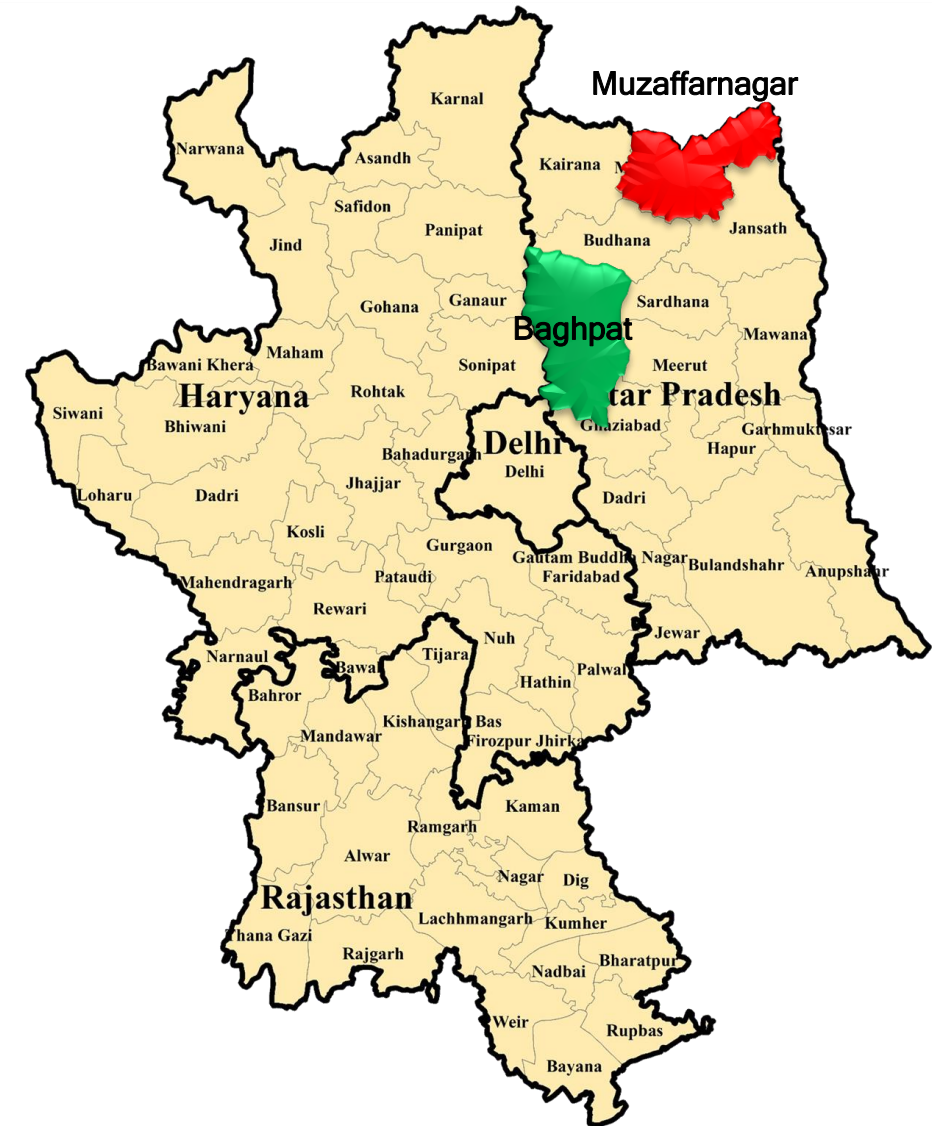 Karnal
Muzaffarnagar
Narwana
Asandh
Kairana
Safidon
Panipat
Jansath
Budhana
Jind
Gohana
Ganaur
Sardhana
Baghpat
Mawana
Maham
Bawani Khera
Sonipat
Meerut
Haryana
Rohtak
tar Pradesh
Siwani
Bhiwani
Ghaziabad
Garhmuktesar
Delhi
Hapur
Bahadurgarh
Delhi
Jhajjar
Loharu
Dadri
Dadri
Kosli
Gurgaon
Gautam Buddha Nagar
Bulandshahr
Anupshahr
Pataudi
Faridabad
Mahendragarh
Rewari
Jewar
Nuh
Narnaul
Tijara
Bawal
Palwal
Hathin
Bahror
Kishangarh Bas
Mandawar
Firozpur Jhirka
Bansur
Kaman
Ramgarh
Alwar
Nagar
Dig
Rajasthan
Lachhmangarh
Kumher
Thana Gazi
Rajgarh
Bharatpur
Nadbai
Weir
Rupbas
Bayana